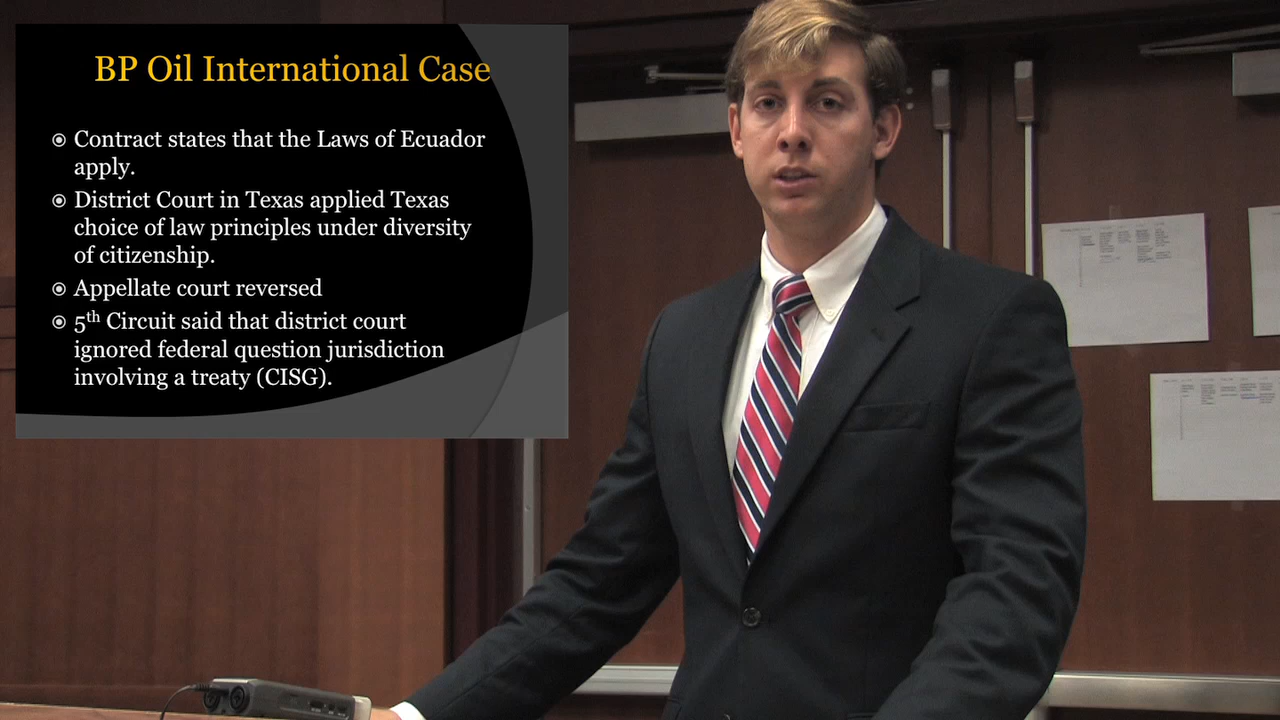 BP Oil International Case
Contract states that the Laws of Ecuador
apply.
District Court in Texas applied Texas
choice of law principles under diversity
of citizenship.
Appellate court reversed
5th Circuit said that district court
ignored federal question jurisdiction
involving a treaty (CISG).